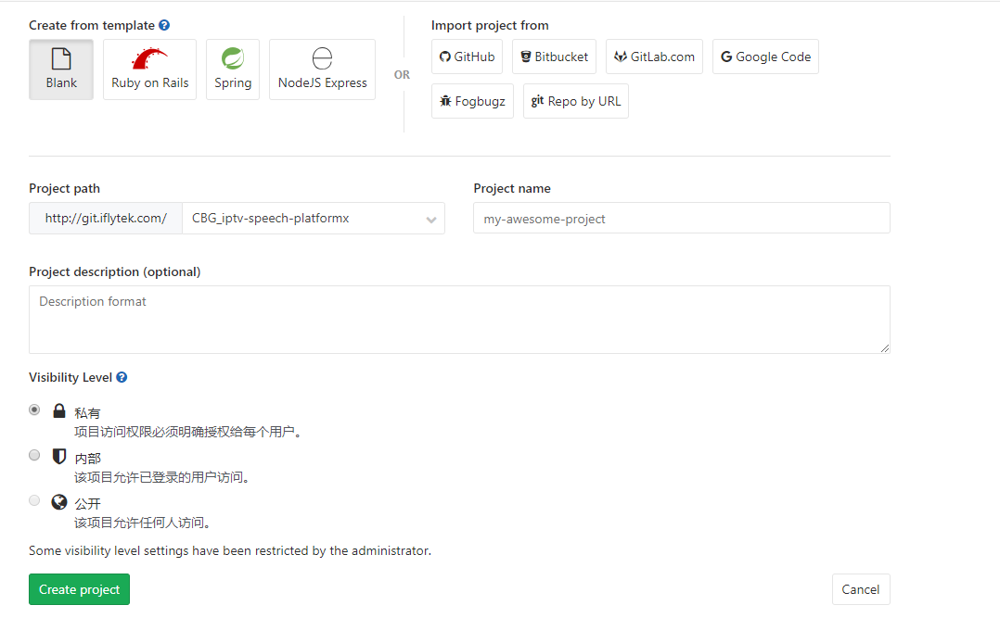 Create from template
Import project from
Blank
Ruby on Rails
Spring
NodeJS Express
OR
GitHub
Bitbucket
GitLab.com
Google Code
Fogbugz
git Repo by URL
Project path
Project name
http://git.iflytek.com/
CBG_iptv-speech-platformx
my-awesome-project
Project description (optional)
Description format
Visibility Level
私有
项目访问权限必须明确授权给每个用户。
内部
该项目允许已登录的用户访问。
公开
该项目允许任何人访问。
Some visibility level settings have been restricted by the administrator.
Create project
Cancel